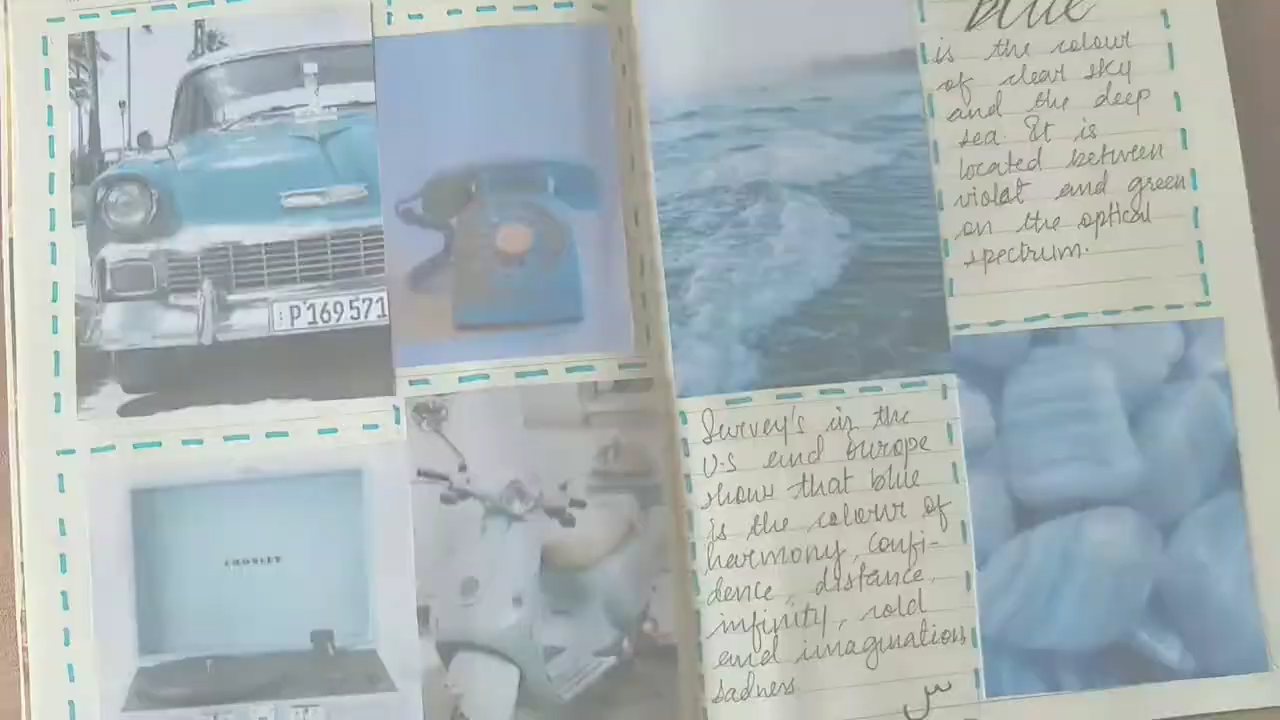 P 169 571
CROSLEY
blue
is the colour
of clear sky
and the deep
sea It is
located between
violat and green
on the optical
spectrum.
Survey's in the
U.S and Europe
show that blue
is the colour of
harmony, confi-
dence, distance,
infinity, cold
and imagination
sadness